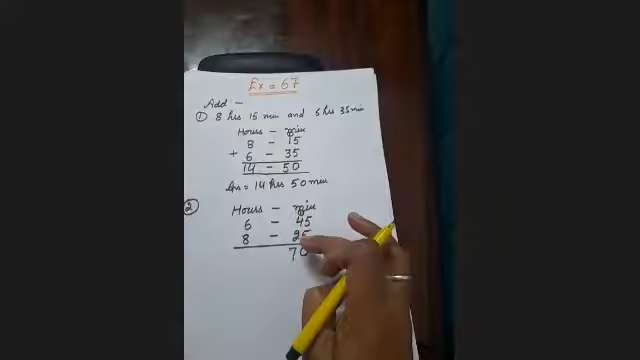 Ex = 67
Add -
① 8 hrs 15 min and 6 hrs 35 min
Hours - min
8 - 15
+ 6 - 35
14 - 50
Ans = 14 hrs 50 min
② Hours - min
6 - 45
8 - 25
70